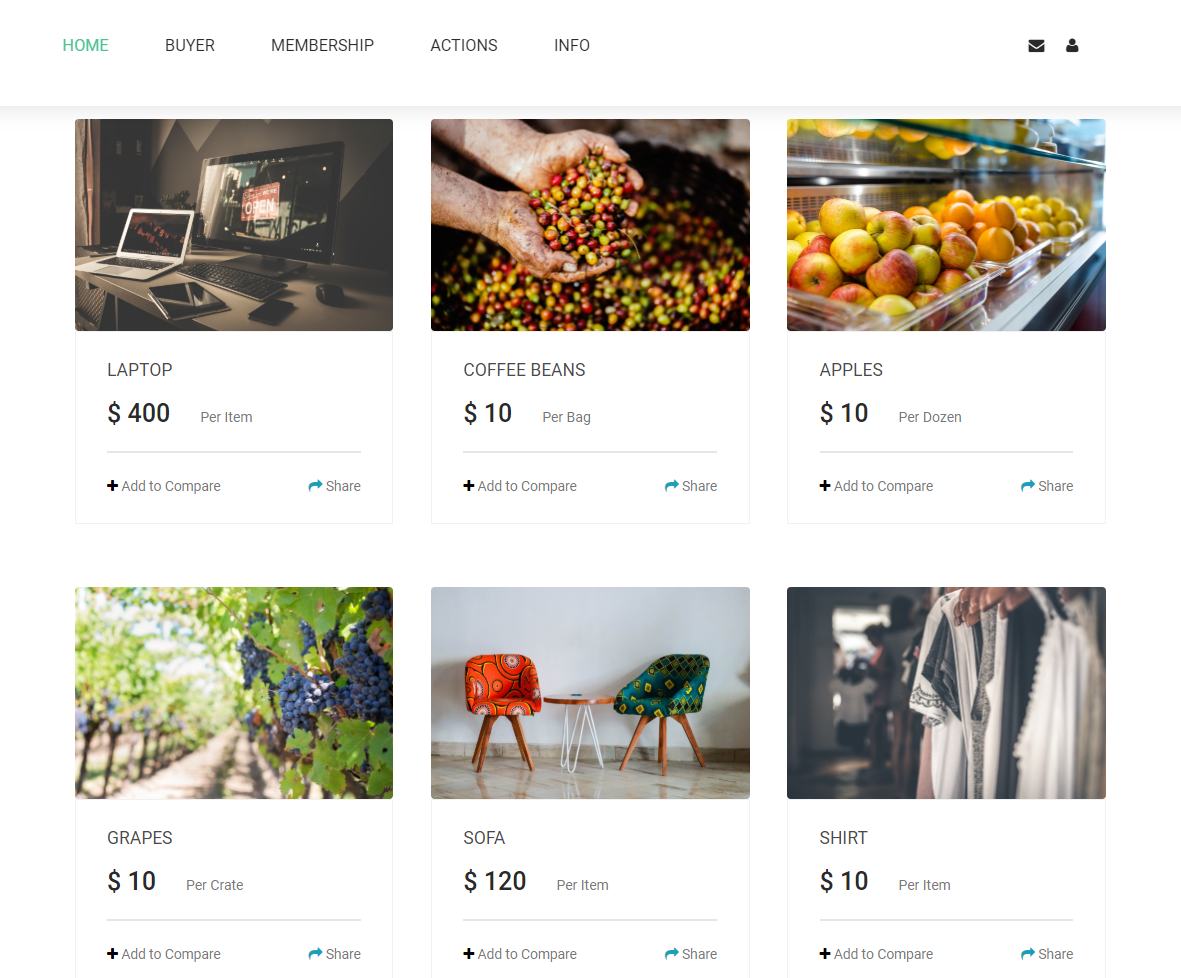 HOME BUYER MEMBERSHIP ACTIONS INFO
OPEN
LAPTOP
$ 400 Per Item
Add to Compare Share
COFFEE BEANS
$ 10 Per Bag
Add to Compare Share
APPLES
$ 10 Per Dozen
Add to Compare Share
GRAPES
$ 10 Per Crate
Add to Compare Share
SOFA
$ 120 Per Item
Add to Compare Share
SHIRT
$ 10 Per Item
Add to Compare Share